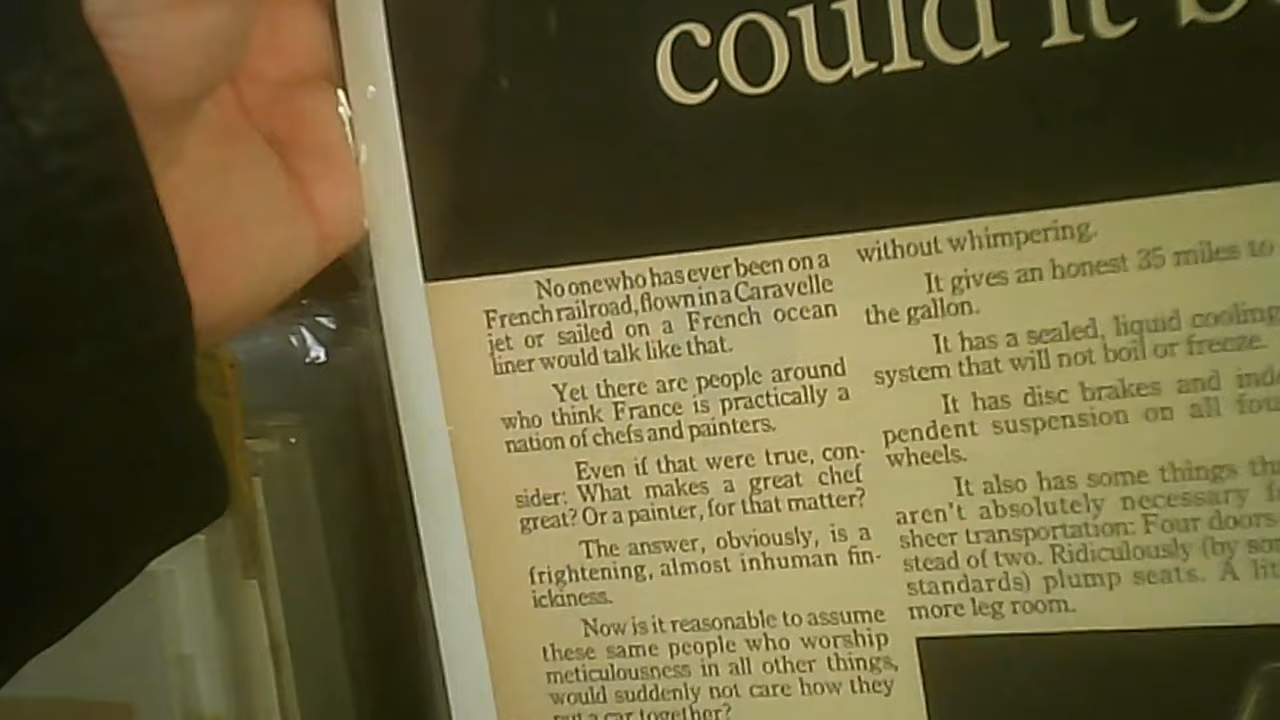 could it
No one who has ever been on a
French railroad, flown in a Caravelle
jet or sailed on a French ocean
liner would talk like that.
Yet there are people around
who think France is practically a
nation of chefs and painters.
Even if that were true, con-
sider: What makes a great chef
great? Or a painter, for that matter?
The answer, obviously, is a
frightening, almost inhuman fin-
ickiness.
Now is it reasonable to assume
these same people who worship
meticulousness in all other things,
would suddenly not care how they
put a car together?
without whimpering.
It gives an honest 35 miles to
the gallon.
It has a sealed, liquid cooling
system that will not boil or freeze.
It has disc brakes and inde
pendent suspension on all fou
wheels.
It also has some things tha
aren't absolutely necessary f
sheer transportation: Four doors
stead of two. Ridiculously (by som
standards) plump seats. A lit
more leg room.